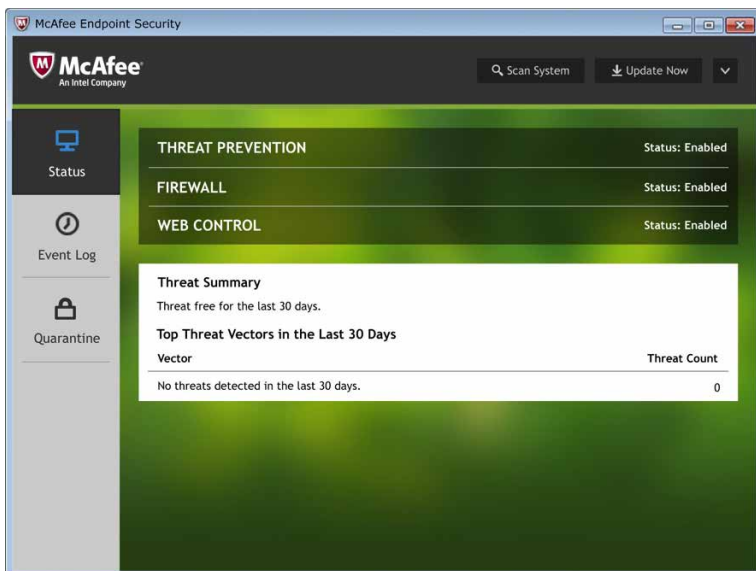 McAfee Endpoint Security
McAfee
An Intel Company
Scan System
Update Now
Status
Event Log
Quarantine
THREAT PREVENTION Status: Enabled
FIREWALL Status: Enabled
WEB CONTROL Status: Enabled
Threat Summary
Threat free for the last 30 days.
Top Threat Vectors in the Last 30 Days
Vector Threat Count
No threats detected in the last 30 days. 0